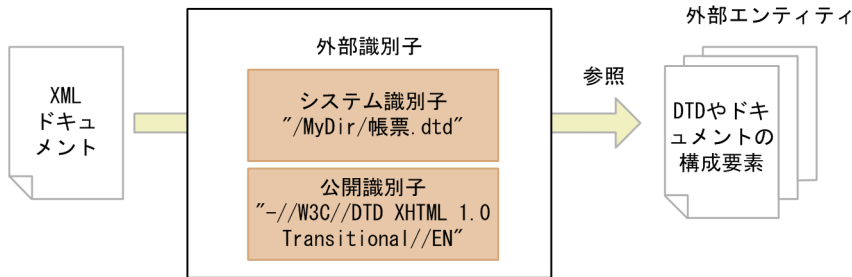 外部エンティティ
外部識別子
XML
ドキュ
メント
システム識別子
"/MyDir/帳票.dtd"
公開識別子
"-//W3C//DTD XHTML 1.0
Transitional//EN"
参照
DTDやドキ
ュメントの
構成要素